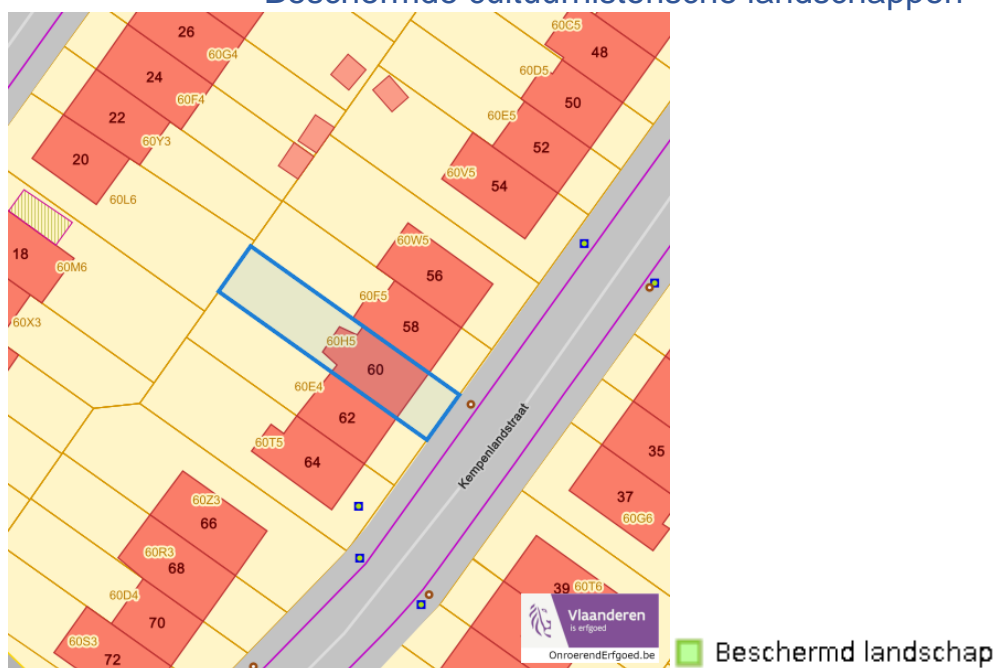 Beschermde cultuurhistorische landschappen
26
60C5
48
60G4
60D5
24
60F4
50
60E5
22
60Y3
52
20
60V5
54
60L6
60W5
18
60M6
56
60F5
60X3
58
60H5
60
60E4
62
Kempenlandstraat
60T5
64
35
37
60Z3
60G6
66
60R3
68
39
60T6
60D4
70
Vlaanderen
is erfgoed
60S3
OnroerendErfgoed.be
72
Beschermd landschap